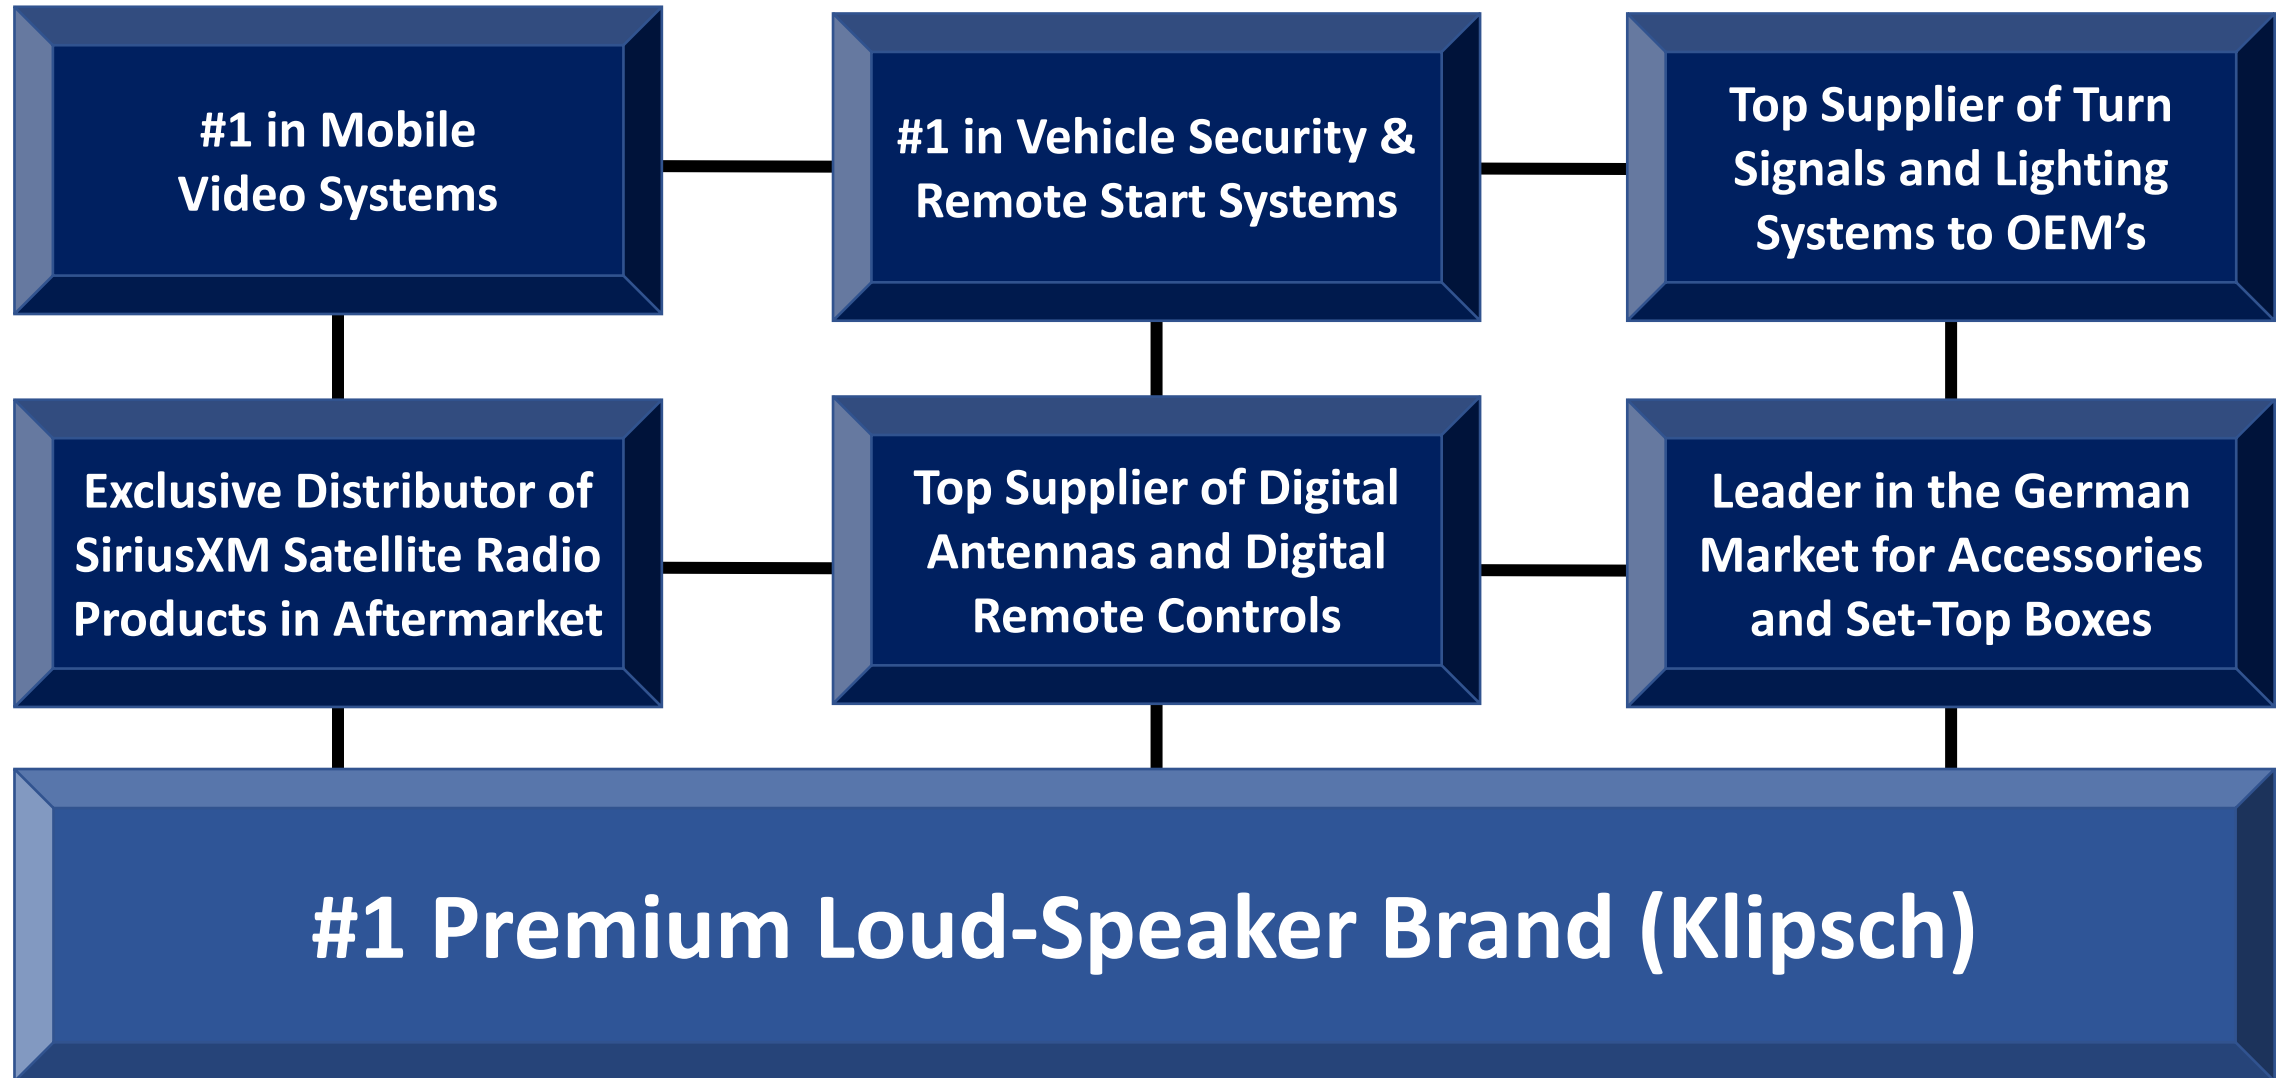 #1 in Mobile
Video Systems
#1 in Vehicle Security &
Remote Start Systems
Top Supplier of Turn
Signals and Lighting
Systems to OEM’s
Exclusive Distributor of
SiriusXM Satellite Radio
Products in Aftermarket
Top Supplier of Digital
Antennas and Digital
Remote Controls
Leader in the German
Market for Accessories
and Set-Top Boxes
#1 Premium Loud-Speaker Brand (Klipsch)